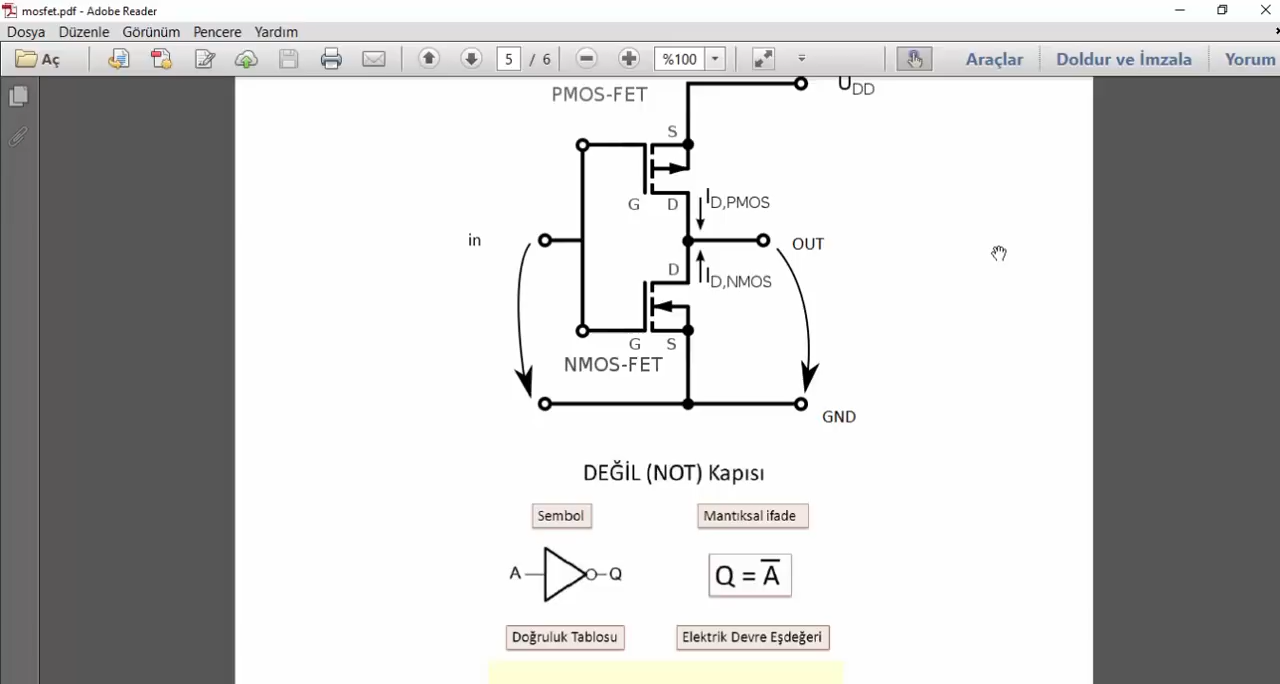 mosfet.pdf - Adobe Reader
Dosya Düzenle Görünüm Pencere Yardım
Aç 5 / 6 %100 Araçlar Doldur ve İmzala Yorum
PMOS-FET
UDD
S
G D
ID,PMOS
in
OUT
D
ID,NMOS
G S
NMOS-FET
GND
DEĞİL (NOT) Kapısı
Sembol Mantıksal ifade
A Q
Q = A̅
Doğruluk Tablosu Elektrik Devre Eşdeğeri